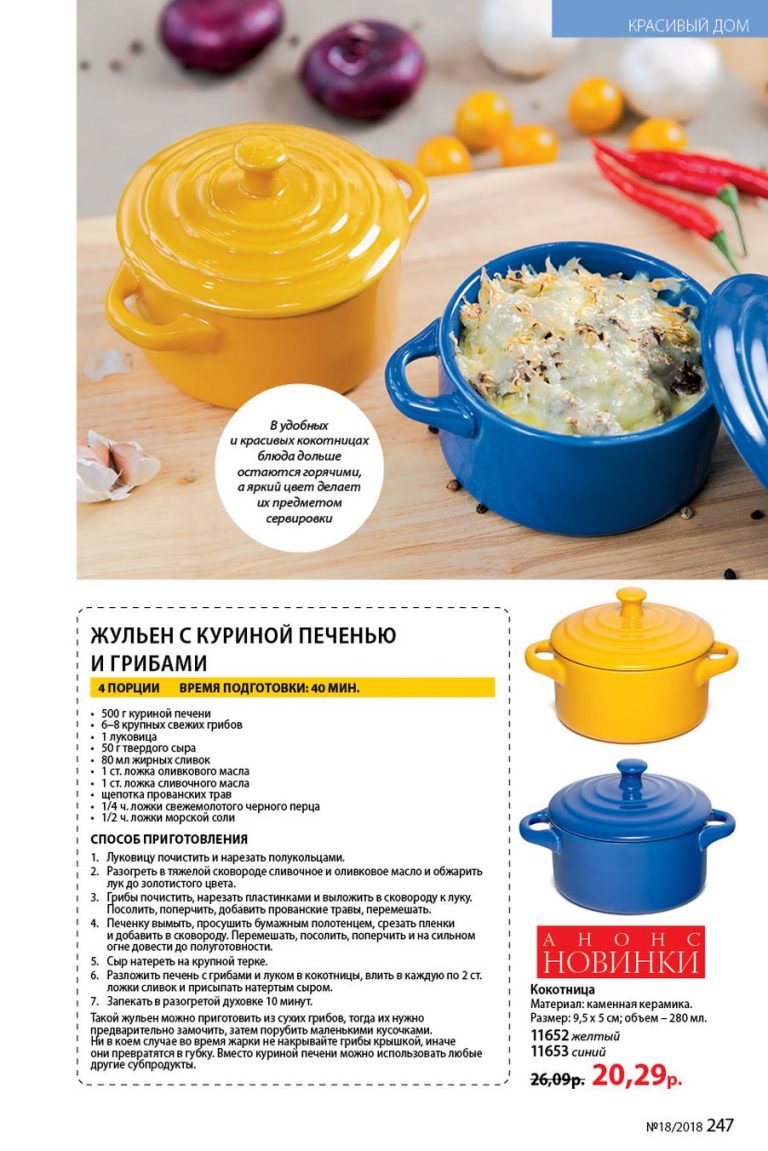 КРАСИВЫЙ ДОМ
В удобных
и красивых кокотницах
блюда дольше
остаются горячими,
а яркий цвет делает
их предметом
сервировки
ЖУЛЬЕН С КУРИНОЙ ПЕЧЕНЬЮ
И ГРИБАМИ
4 ПОРЦИИ ВРЕМЯ ПОДГОТОВКИ: 40 МИН.
• 500 г куриной печени
• 6–8 крупных свежих грибов
• 1 луковица
• 50 г твердого сыра
• 80 мл жирных сливок
• 1 ст. ложка оливкового масла
• 1 ст. ложка сливочного масла
• щепотка прованских трав
• 1/4 ч. ложки свежемолотого черного перца
• 1/2 ч. ложки морской соли
СПОСОБ ПРИГОТОВЛЕНИЯ
1. Луковицу почистить и нарезать полукольцами.
2. Разогреть в тяжелой сковороде сливочное и оливковое масло и обжарить
лук до золотистого цвета.
3. Грибы почистить, нарезать пластинками и выложить в сковороду к луку.
Посолить, поперчить, добавить прованские травы, перемешать.
4. Печенку вымыть, просушить бумажным полотенцем, срезать пленки
и добавить в сковороду. Перемешать, посолить, поперчить и на сильном
огне довести до полуготовности.
5. Сыр натереть на крупной терке.
6. Разложить печень с грибами и луком в кокотницы, влить в каждую по 2 ст.
ложки сливок и присыпать натертым сыром.
7. Запекать в разогретой духовке 10 минут.
Такой жульен можно приготовить из сухих грибов, тогда их нужно
предварительно замочить, затем порубить маленькими кусочками.
Ни в коем случае во время жарки не накрывайте грибы крышкой, иначе
они превратятся в губку. Вместо куриной печени можно использовать любые
другие субпродукты.
АНОНС
НОВИНКИ
Кокотница
Материал: каменная керамика.
Размер: 9,5 х 5 см; объем – 280 мл.
11652 желтый
11653 синий
26,09р. 20,29р.
№18/2018 247